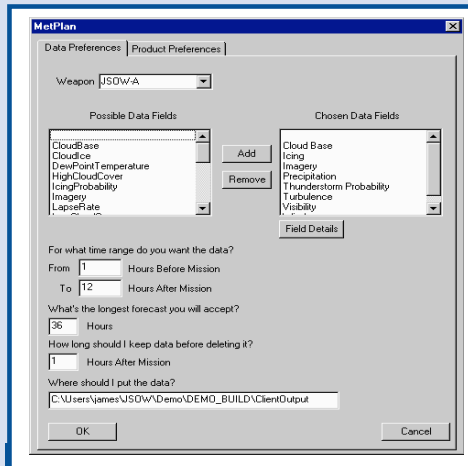 MetPlan
Data Preferences Product Preferences
Weapon JSOW-A
Possible Data Fields
CloudBase
CloudIce
DewPointTemperature
HighCloudCover
IcingProbability
Imagery
LapseRate
Add
Remove
Chosen Data Fields
Cloud Base
Icing
Imagery
Precipitation
Thunderstorm Probability
Turbulence
Visibility
Field Details
For what time range do you want the data?
From 1 Hours Before Mission
To 12 Hours After Mission
What's the longest forecast you will accept?
36 Hours
How long should I keep data before deleting it?
1 Hours After Mission
Where should I put the data?
C:\Users\james\JSOW\Demo\DEMO_BUILD\ClientOutput
OK Cancel